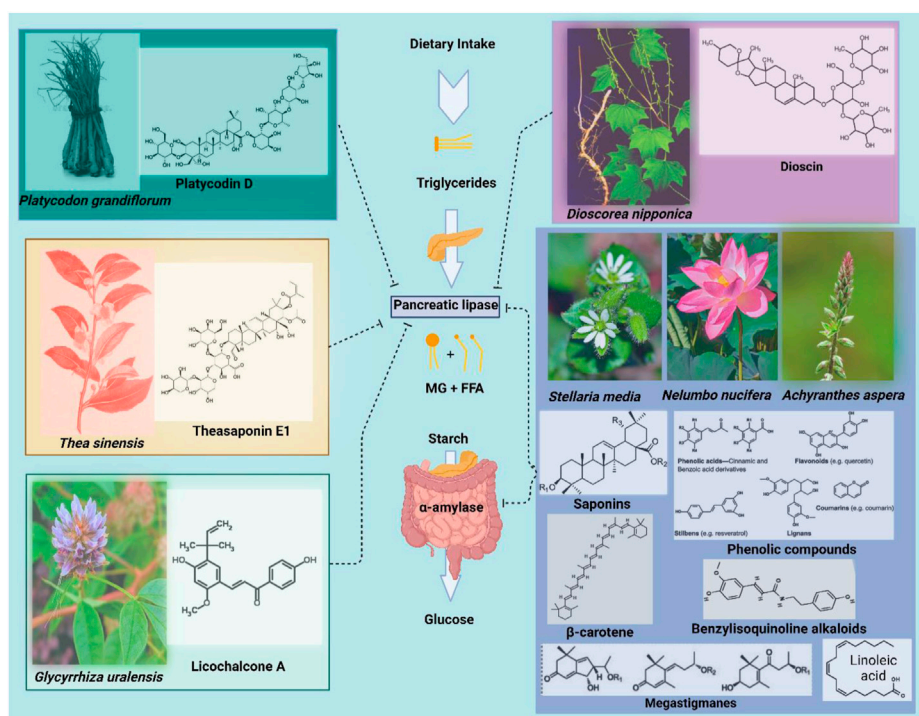 Dietary Intake
Triglycerides
Pancreatic lipase
+
MG + FFA
Starch
α-amylase
Glucose
Platycodin D
Platycodon grandiflorum
Theasaponin E1
Thea sinensis
Licochalcone A
Glycyrrhiza uralensis
Dioscin
Dioscorea nipponica
Stellaria media
Nelumbo nucifera
Achyranthes aspera
Saponins
Phenolic acids—Cinnamic and
Benzoic acid derivatives
Flavonoids (e.g. quercetin)
Coumarins (e.g. coumarin)
Stilbens (e.g. resveratrol)
Lignans
Phenolic compounds
β-carotene
Benzylisoquinoline alkaloids
Megastigmanes
Linoleic
acid